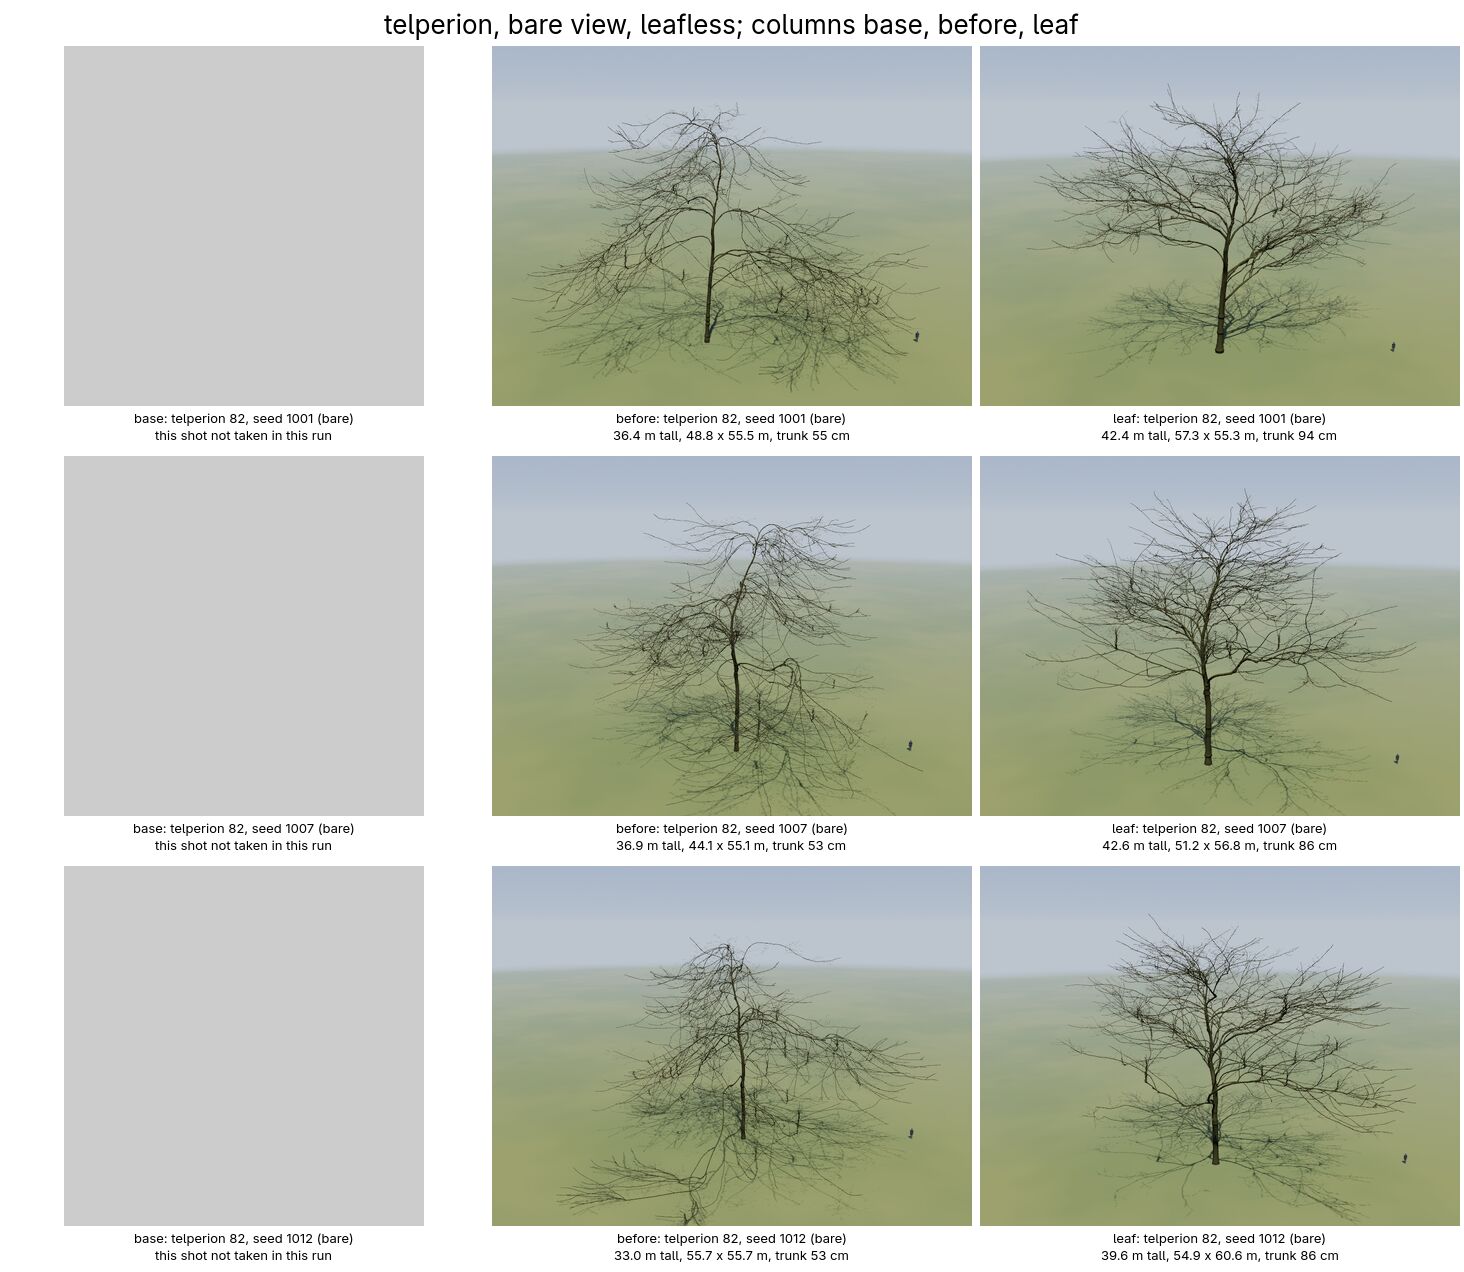 telperion, bare view, leafless; columns base, before, leaf
base: telperion 82, seed 1001 (bare)
this shot not taken in this run
before: telperion 82, seed 1001 (bare)
36.4 m tall, 48.8 x 55.5 m, trunk 55 cm
leaf: telperion 82, seed 1001 (bare)
42.4 m tall, 57.3 x 55.3 m, trunk 94 cm
base: telperion 82, seed 1007 (bare)
this shot not taken in this run
before: telperion 82, seed 1007 (bare)
36.9 m tall, 44.1 x 55.1 m, trunk 53 cm
leaf: telperion 82, seed 1007 (bare)
42.6 m tall, 51.2 x 56.8 m, trunk 86 cm
base: telperion 82, seed 1012 (bare)
this shot not taken in this run
before: telperion 82, seed 1012 (bare)
33.0 m tall, 55.7 x 55.7 m, trunk 53 cm
leaf: telperion 82, seed 1012 (bare)
39.6 m tall, 54.9 x 60.6 m, trunk 86 cm